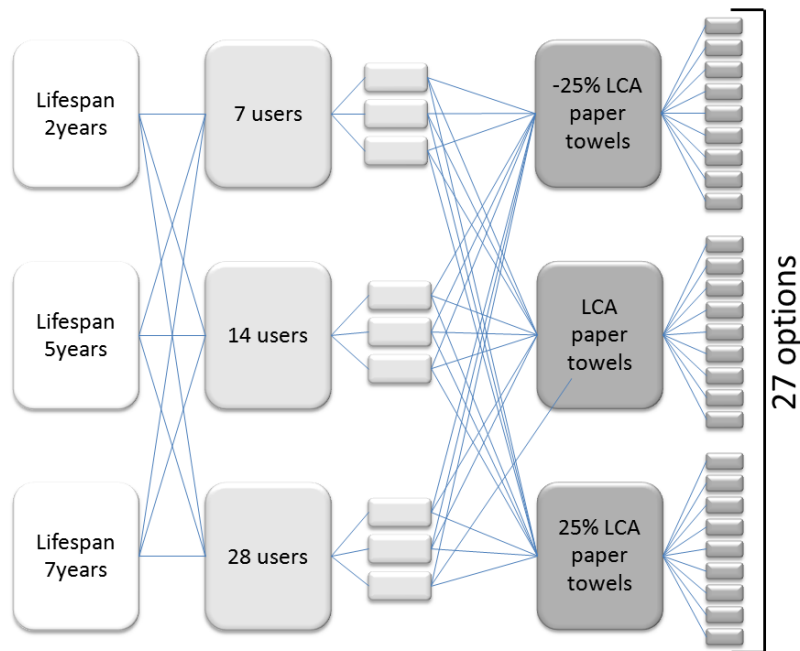 Lifespan
2years
7 users
-25% LCA
paper
towels
Lifespan
5years
14 users
LCA
paper
towels
Lifespan
7years
28 users
25% LCA
paper
towels
27 options